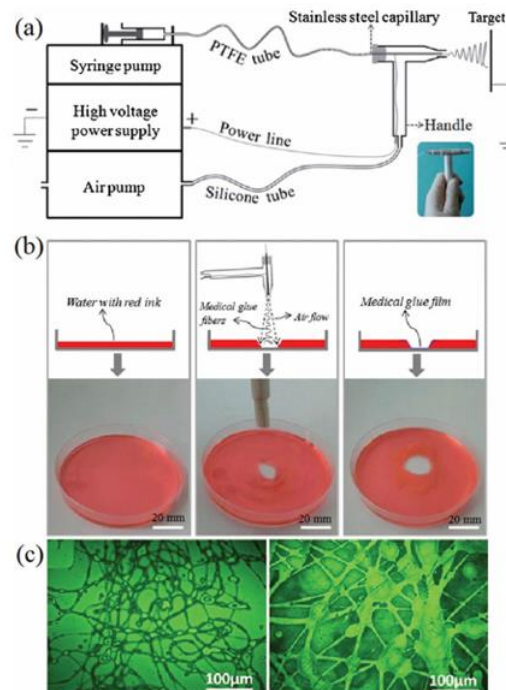 (a)
Stainless steel capillary
Target
PTFE tube
Syringe pump
High voltage
power supply
−
+
Power line
Handle
Air pump
Silicone tube
(b)
Water with red ink
Medical glue
fibers
Air flow
Medical glue film
20 mm
20 mm
20 mm
(c)
100μm
100μm